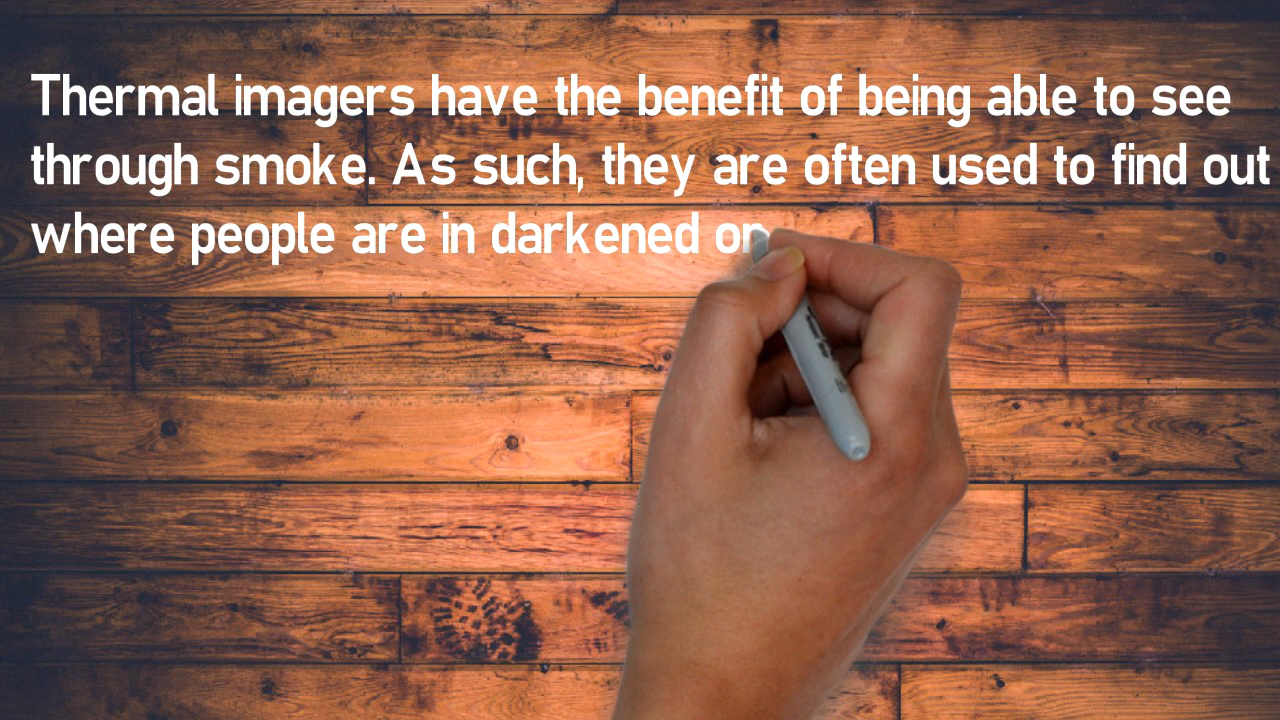 Thermal imagers have the benefit of being able to see
through smoke. As such, they are often used to find out
where people are in darkened